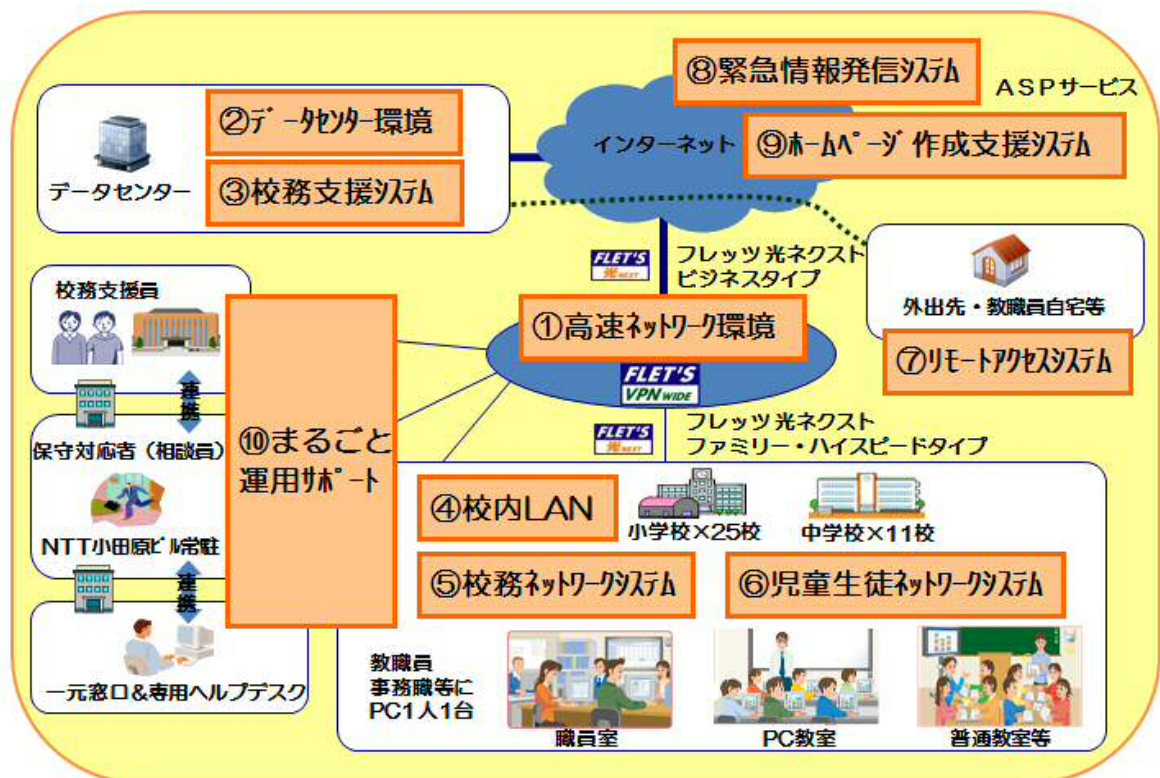 ⑧緊急情報発信ｼｽﾃﾑ
ＡＳＰサービス
②ﾃﾞｰﾀｾﾝﾀｰ環境
インターネット
⑨ﾎｰﾑﾍﾟｰｼﾞ作成支援ｼｽﾃﾑ
データセンター
③校務支援ｼｽﾃﾑ
FLET'S
光NEXT
フレッツ光ネクスト
ビジネスタイプ
外出先・教職員自宅等
校務支援員
①高速ﾈｯﾄﾜｰｸ環境
⑦ﾘﾓｰﾄｱｸｾｽｼｽﾃﾑ
FLET'S
VPN WIDE
連携
FLET'S
光NEXT
フレッツ光ネクスト
ファミリー・ハイスピードタイプ
保守対応者（相談員）
⑩まるごと
運用ｻﾎﾟｰﾄ
④校内LAN
小学校×25校
中学校×11校
NTT小田原ﾋﾞﾙ常駐
⑤校務ﾈｯﾄﾜｰｸｼｽﾃﾑ
⑥児童生徒ﾈｯﾄﾜｰｸｼｽﾃﾑ
連携
一元窓口＆専用ヘルプデスク
教職員
事務職等に
PC1人1台
職員室
PC教室
普通教室等